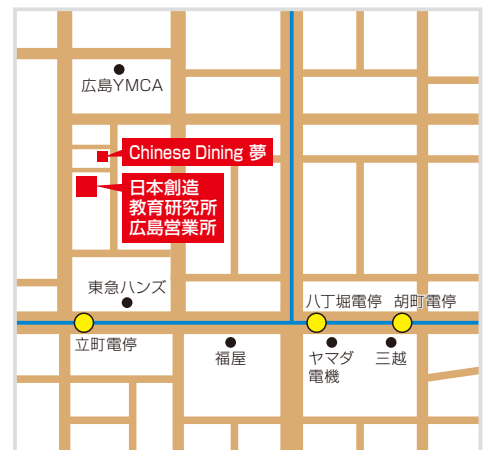 広島YMCA
Chinese Dining 夢
日本創造
教育研究所
広島営業所
東急ハンズ
八丁堀電停
胡町電停
立町電停
福屋
ヤマダ
電機
三越